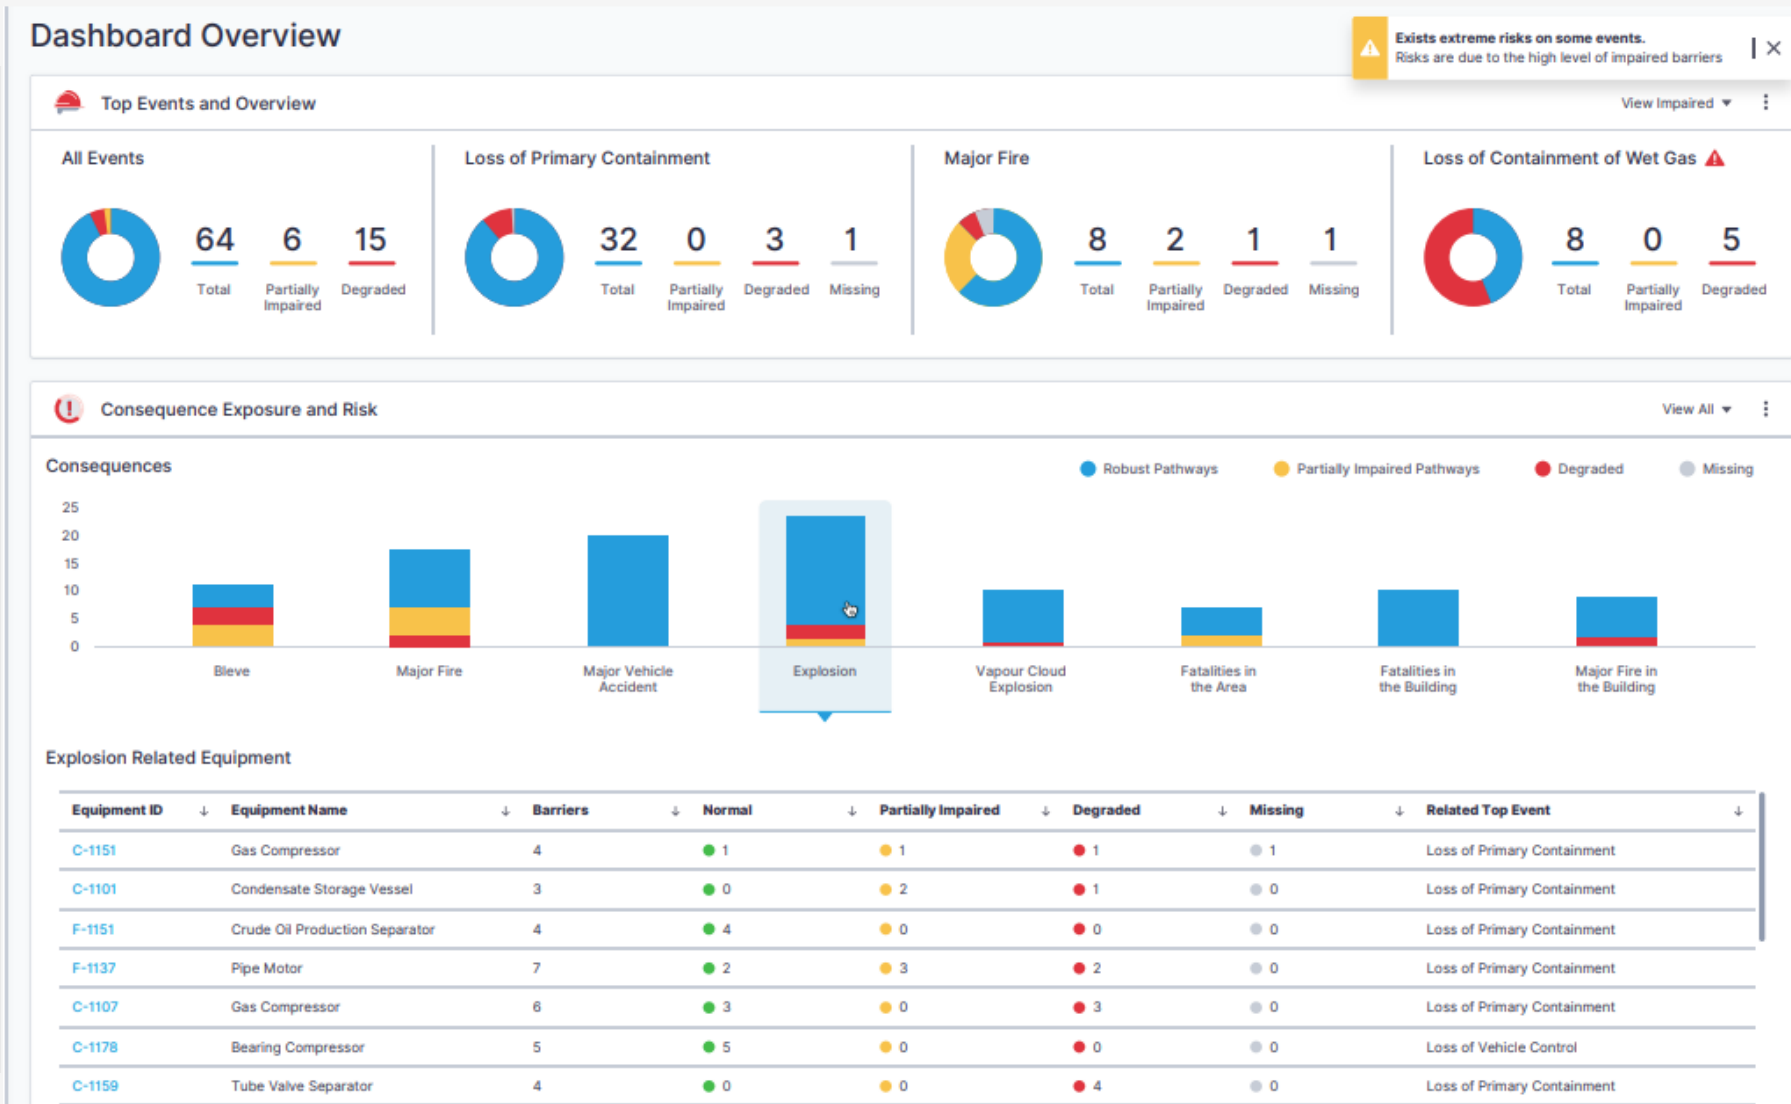 Dashboard Overview
Exists extreme risks on some events.
Risks are due to the high level of impaired barriers
Top Events and Overview
View Impaired
All Events
64
Total
6
Partially
Impaired
15
Degraded
Loss of Primary Containment
32
Total
0
Partially
Impaired
3
Degraded
1
Missing
Major Fire
8
Total
2
Partially
Impaired
1
Degraded
1
Missing
Loss of Containment of Wet Gas
8
Total
0
Partially
Impaired
5
Degraded
Consequence Exposure and Risk
View All
Consequences
Robust Pathways
Partially Impaired Pathways
Degraded
Missing
25
20
15
10
5
0
Bleve
Major Fire
Major Vehicle
Accident
Explosion
Vapour Cloud
Explosion
Fatalities in
the Area
Fatalities in
the Building
Major Fire in
the Building
Explosion Related Equipment
Equipment ID Equipment Name Barriers Normal Partially Impaired Degraded Missing Related Top Event
C-1151 Gas Compressor 4 1 1 1 1 Loss of Primary Containment
C-1101 Condensate Storage Vessel 3 0 2 1 0 Loss of Primary Containment
F-1151 Crude Oil Production Separator 4 4 0 0 0 Loss of Primary Containment
F-1137 Pipe Motor 7 2 3 2 0 Loss of Primary Containment
C-1107 Gas Compressor 6 3 0 3 0 Loss of Primary Containment
C-1178 Bearing Compressor 5 5 0 0 0 Loss of Vehicle Control
C-1159 Tube Valve Separator 4 0 0 4 0 Loss of Primary Containment